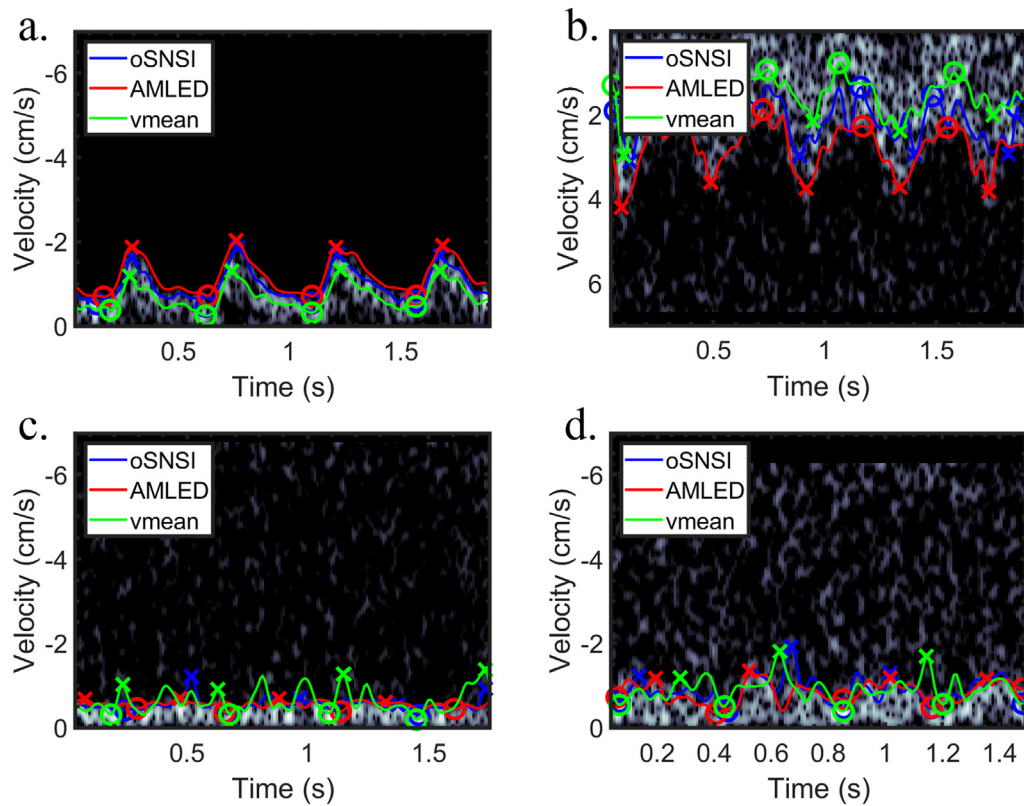 a.
oSNSI
AMLED
vmean
-6
-4
-2
0
0.5 1 1.5
Velocity (cm/s)
Time (s)
b.
oSNSI
AMLED
vmean
2
4
6
0.5 1 1.5
Velocity (cm/s)
Time (s)
c.
oSNSI
AMLED
vmean
-6
-4
-2
0
0.5 1 1.5
Velocity (cm/s)
Time (s)
d.
oSNSI
AMLED
vmean
-6
-4
-2
0
0.2 0.4 0.6 0.8 1 1.2 1.4
Velocity (cm/s)
Time (s)